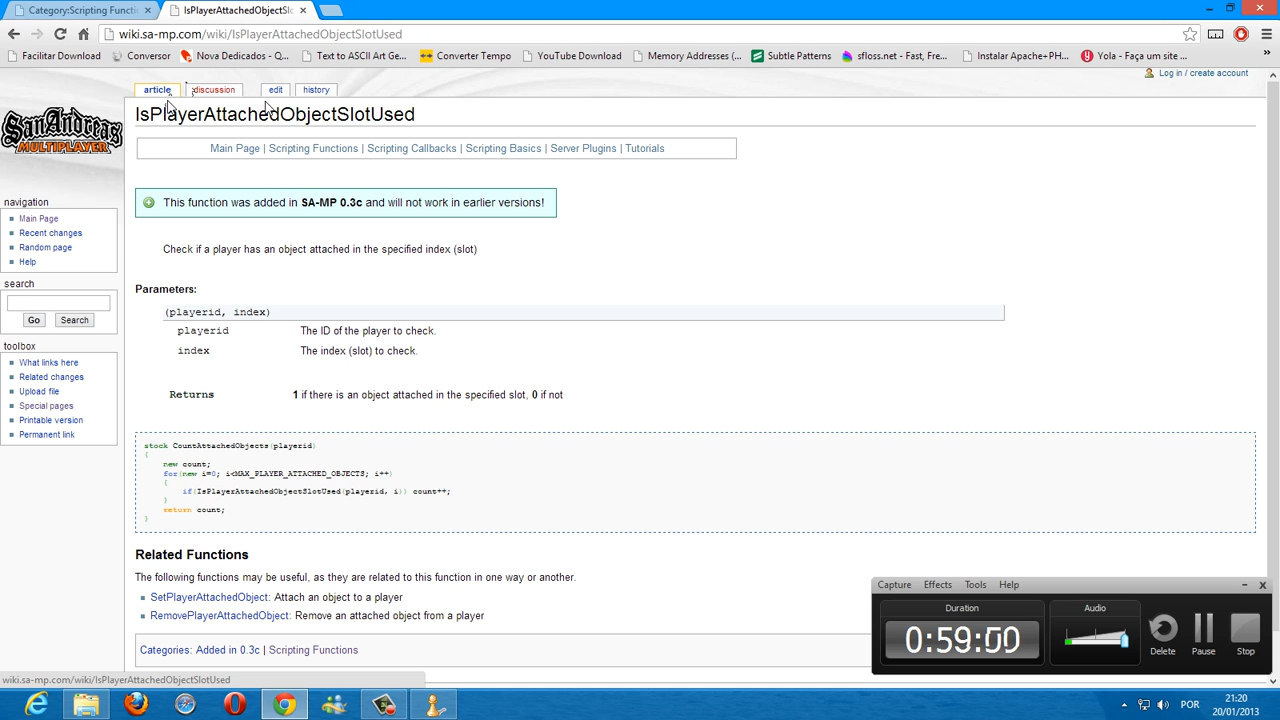 Category:Scripting Functi
IsPlayerAttachedObjectSl
wiki.sa-mp.com/wiki/IsPlayerAttachedObjectSlotUsed
Facilitar Download
Conversor
Nova Dedicados - Q...
Text to ASCII Art Ge...
Converter Tempo
YouTube Download
Memory Addresses (...
Subtle Patterns
sfloss.net - Fast, Fre...
Instalar Apache+PH...
Yola - Faça um site ...
»
Log in / create account
article
discussion
edit
history
SanAndreas
MULTIPLAYER
IsPlayerAttachedObjectSlotUsed
Main Page | Scripting Functions | Scripting Callbacks | Scripting Basics | Server Plugins | Tutorials
This function was added in SA-MP 0.3c and will not work in earlier versions!
Check if a player has an object attached in the specified index (slot)
Parameters:
(playerid, index)
playerid The ID of the player to check.
index The index (slot) to check.
Returns 1 if there is an object attached in the specified slot, 0 if not
stock CountAttachedObjects(playerid)
{
new count;
for(new i=0; i<MAX_PLAYER_ATTACHED_OBJECTS; i++)
{
if(IsPlayerAttachedObjectSlotUsed(playerid, i)) count++;
}
return count;
}
Related Functions
The following functions may be useful, as they are related to this function in one way or another.
SetPlayerAttachedObject: Attach an object to a player
RemovePlayerAttachedObject: Remove an attached object from a player
Categories: Added in 0.3c | Scripting Functions
navigation
Main Page
Recent changes
Random page
Help
search
Go
Search
toolbox
What links here
Related changes
Upload file
Special pages
Printable version
Permanent link
wiki.sa-mp.com/wiki/IsPlayerAttachedObjectSlotUsed
Capture
Effects
Tools
Help
Duration
0:59:00
Audio
Delete
Pause
Stop
POR
21:20
20/01/2013